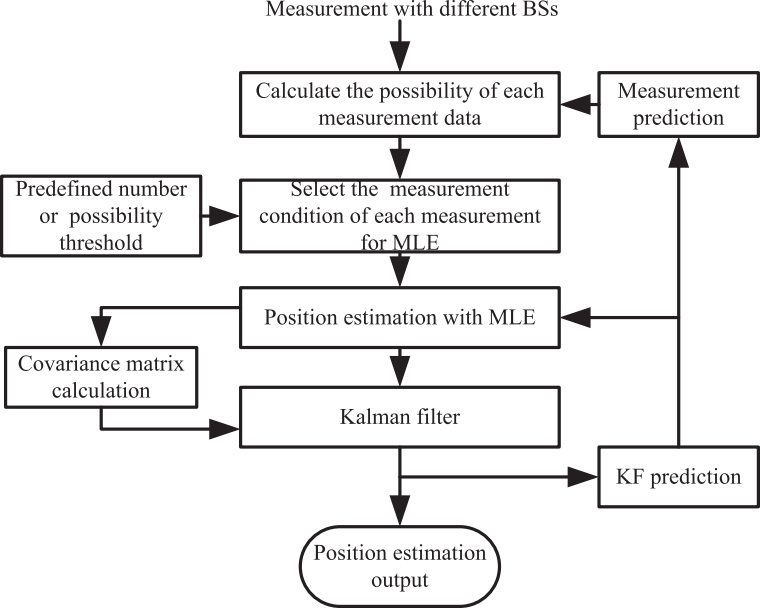 Measurement with different BSs
Calculate the possibility of each
measurement data
Measurement
prediction
Predefined number
or possibility
threshold
Select the measurement
condition of each measurement
for MLE
Position estimation with MLE
Covariance matrix
calculation
Kalman filter
KF prediction
Position estimation
output